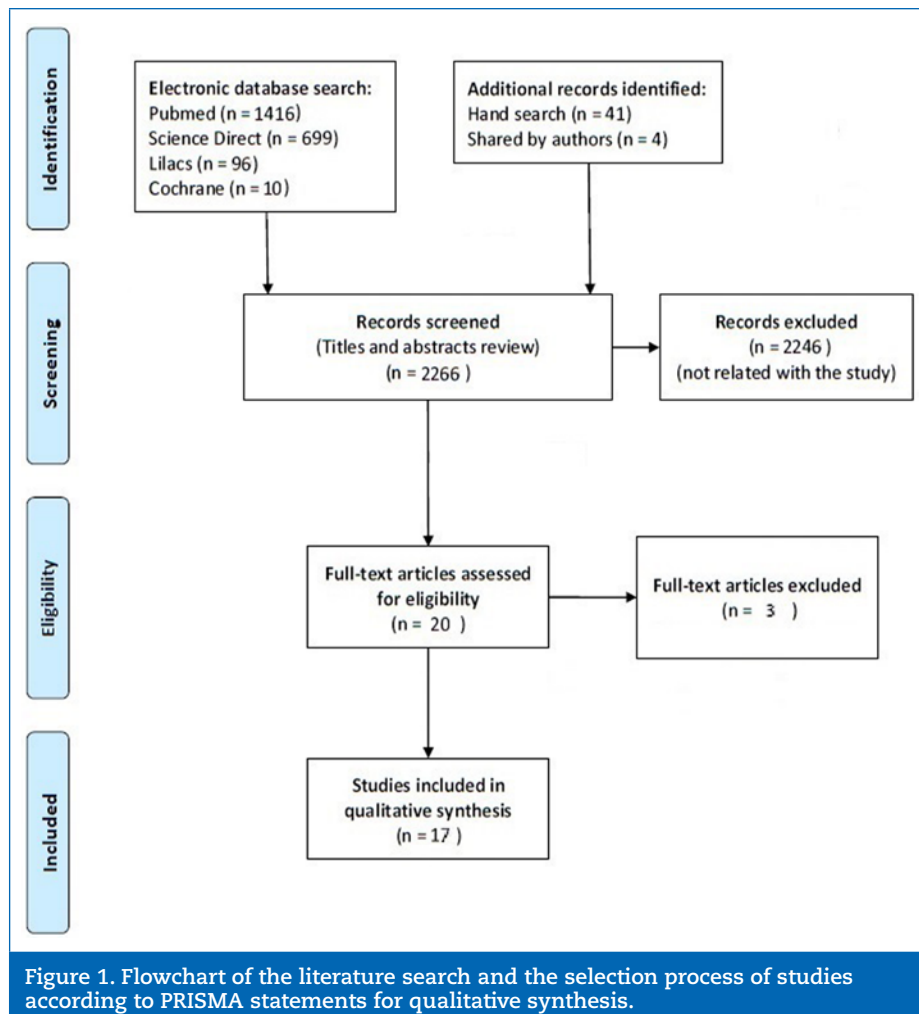 Identification
Electronic database search:
Pubmed (n = 1416)
Science Direct (n = 699)
Lilacs (n = 96)
Cochrane (n = 10)
Additional records identified:
Hand search (n = 41)
Shared by authors (n = 4)
Screening
Records screened
(Titles and abstracts review)
(n = 2266 )
Records excluded
(n = 2246 )
(not related with the study)
Eligibility
Full-text articles assessed
for eligibility
(n = 20 )
Full-text articles excluded
(n = 3 )
Included
Studies included in
qualitative synthesis
(n = 17 )
Figure 1. Flowchart of the literature search and the selection process of studies
according to PRISMA statements for qualitative synthesis.